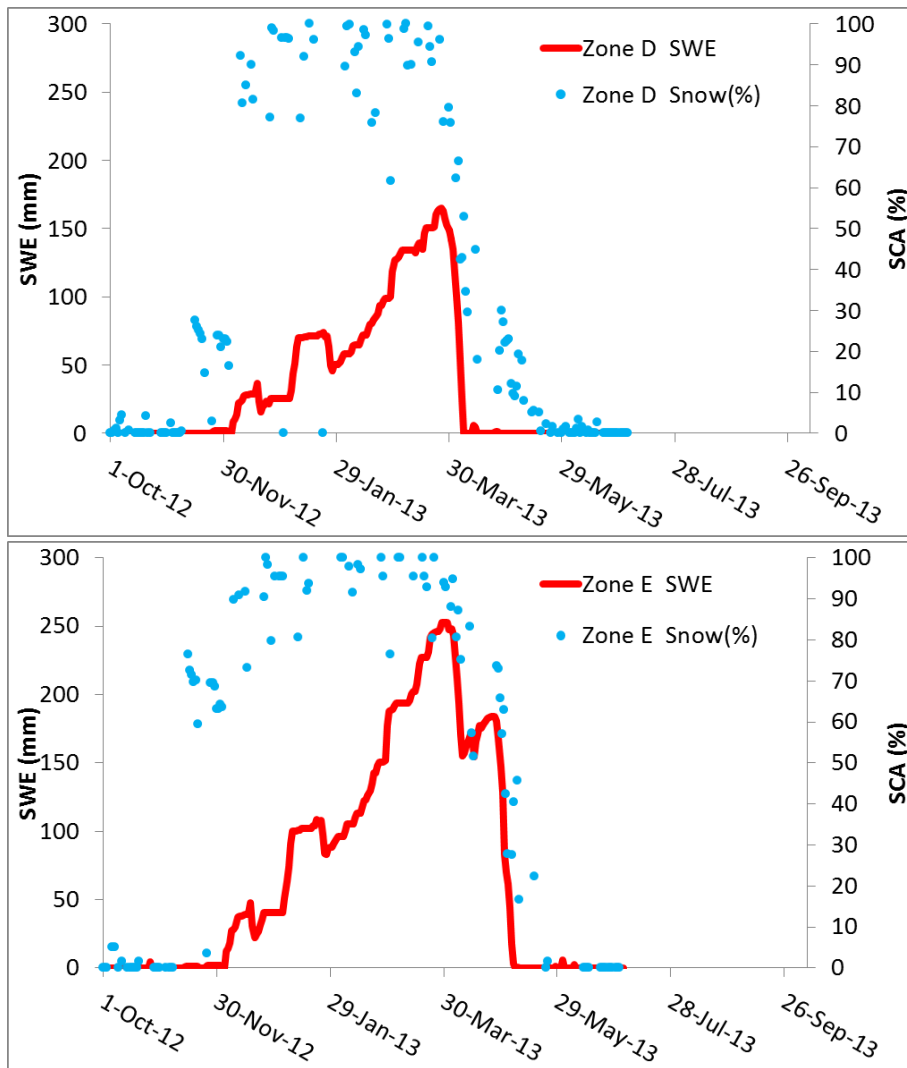 300
250
200
150
100
50
0
SWE (mm)
100
90
80
70
60
50
40
30
20
10
0
SCA (%)
Zone D SWE
Zone D Snow(%)
1-Oct-12
30-Nov-12
29-Jan-13
30-Mar-13
29-May-13
28-Jul-13
26-Sep-13
300
250
200
150
100
50
0
SWE (mm)
100
90
80
70
60
50
40
30
20
10
0
SCA (%)
Zone E SWE
Zone E Snow(%)
1-Oct-12
30-Nov-12
29-Jan-13
30-Mar-13
29-May-13
28-Jul-13
26-Sep-13